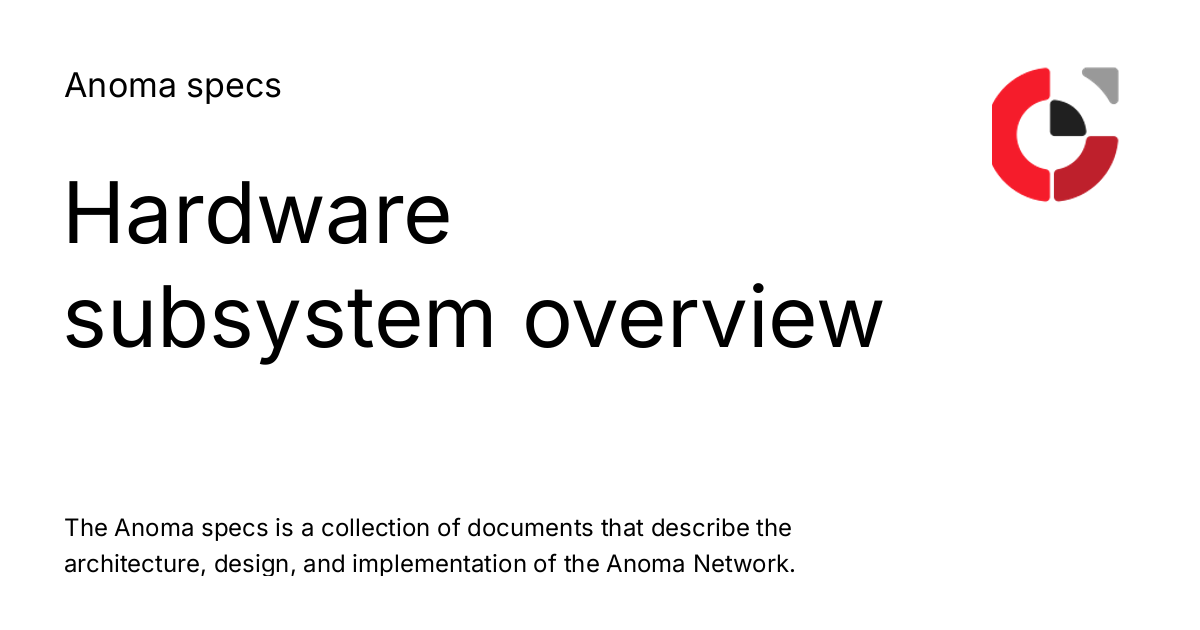 Anoma specs
Hardware
subsystem overview
The Anoma specs is a collection of documents that describe the
architecture, design, and implementation of the Anoma Network.